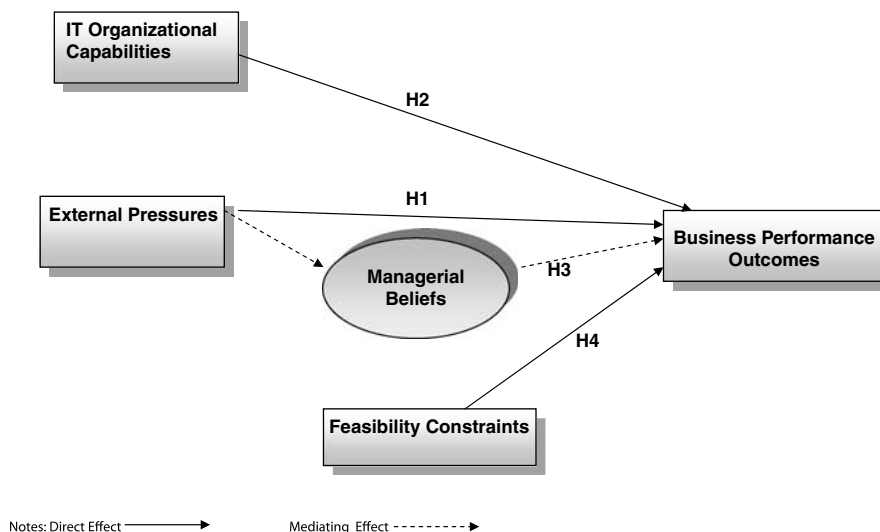 IT Organizational
Capabilities
H2
External Pressures
H1
Managerial
Beliefs
H3
Business Performance
Outcomes
H4
Feasibility Constraints
Notes: Direct Effect
Mediating Effect